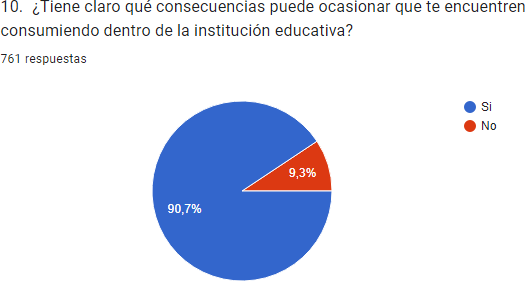 10.  ¿Tiene claro qué consecuencias puede ocasionar que te encuentren
consumiendo dentro de la institución educativa?
761 respuestas
Si
No
9,3%
90,7%